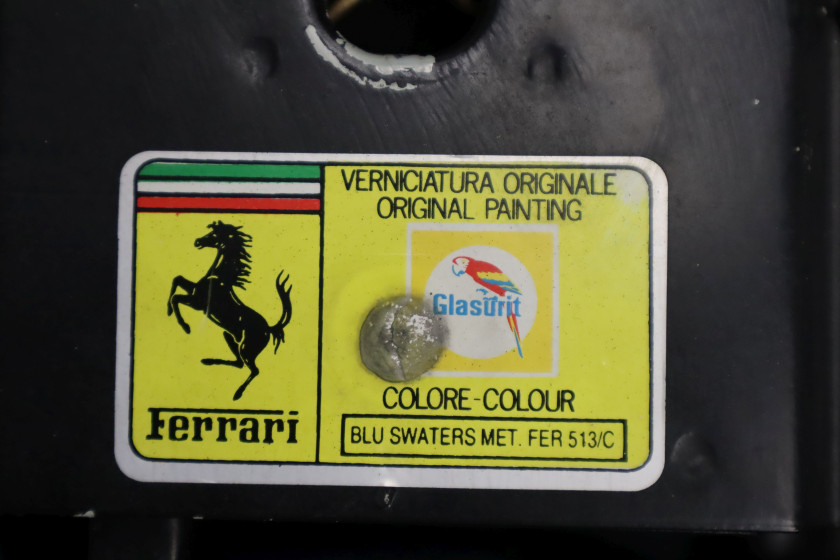 VERNICIATURA ORIGINALE
ORIGINAL PAINTING
Glasurit
Ferrari
COLORE-COLOUR
BLU SWATERS MET. FER 513/C